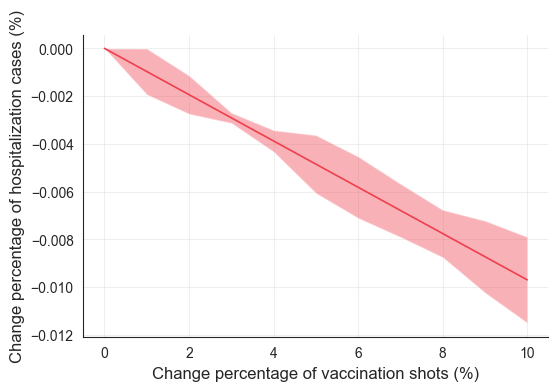 Change percentage of hospitalization cases (%)
0.000
−0.002
−0.004
−0.006
−0.008
−0.010
−0.012
0 2 4 6 8 10
Change percentage of vaccination shots (%)